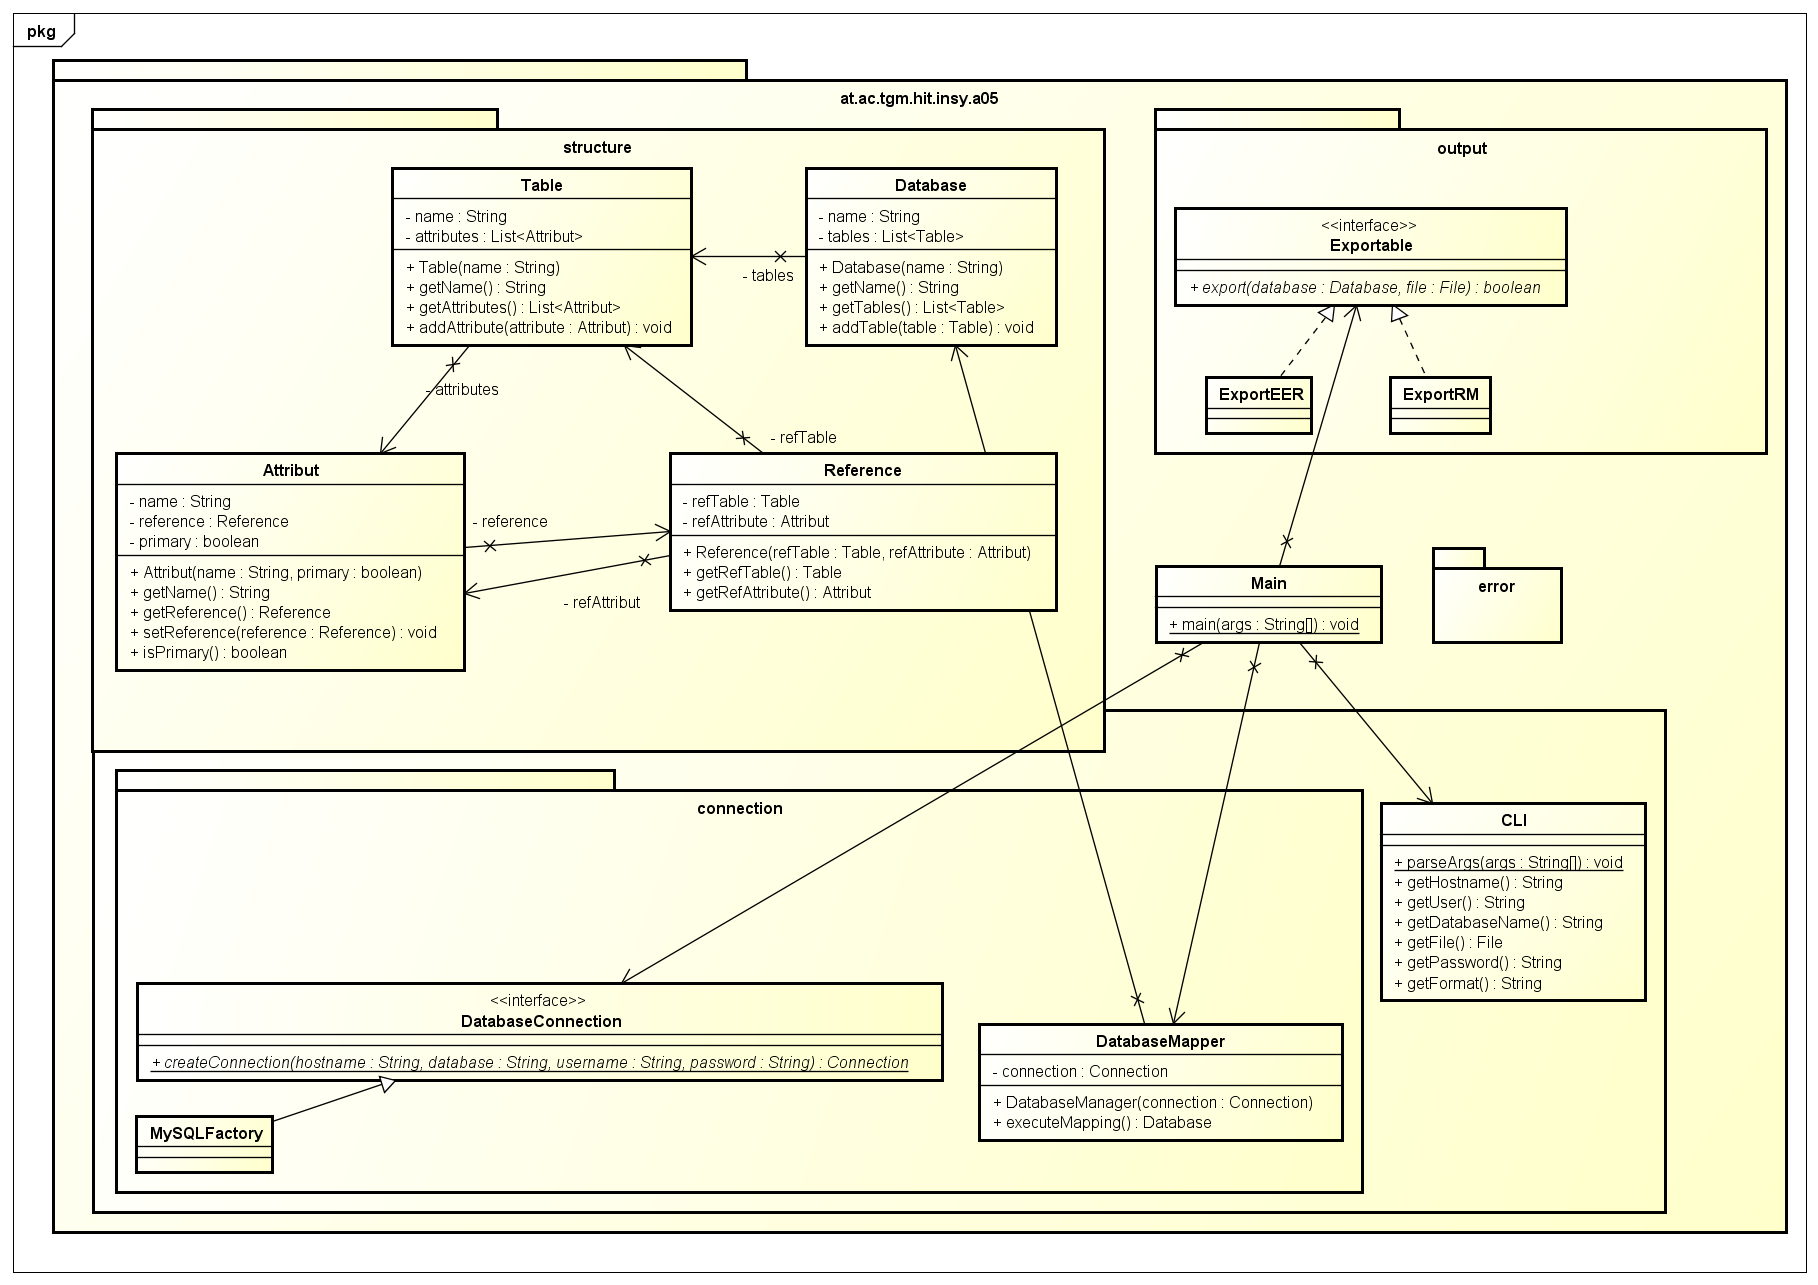 pkg
at.ac.tgm.hit.insy.a05
structure
Table
- name : String
- attributes : List<Attribut>
+ Table(name : String)
+ getName() : String
+ getAttributes() : List<Attribut>
+ addAttribute(attribute : Attribut) : void
- tables
Database
- name : String
- tables : List<Table>
+ Database(name : String)
+ getName() : String
+ getTables() : List<Table>
+ addTable(table : Table) : void
- attributes
- refTable
Attribut
- name : String
- reference : Reference
- primary : boolean
+ Attribut(name : String, primary : boolean)
+ getName() : String
+ getReference() : Reference
+ setReference(reference : Reference) : void
+ isPrimary() : boolean
- reference
- refAttribut
Reference
- refTable : Table
- refAttribute : Attribut
+ Reference(refTable : Table, refAttribute : Attribut)
+ getRefTable() : Table
+ getRefAttribute() : Attribut
output
<<interface>>
Exportable
+ export(database : Database, file : File) : boolean
ExportEER
ExportRM
Main
+ main(args : String[]) : void
error
connection
<<interface>>
DatabaseConnection
+ createConnection(hostname : String, database : String, username : String, password : String) : Connection
MySQLFactory
DatabaseMapper
- connection : Connection
+ DatabaseManager(connection : Connection)
+ executeMapping() : Database
CLI
+ parseArgs(args : String[]) : void
+ getHostname() : String
+ getUser() : String
+ getDatabaseName() : String
+ getFile() : File
+ getPassword() : String
+ getFormat() : String